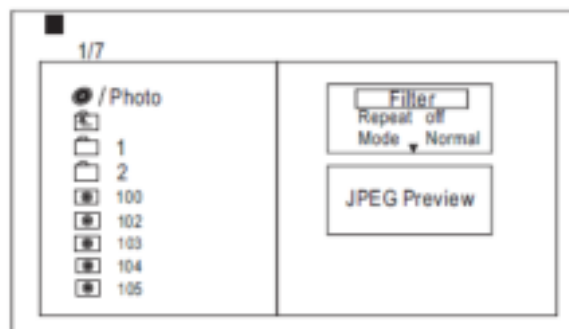 1/7
/ Photo
1
2
100
102
103
104
105
Filter
Repeat off
Mode Normal
JPEG Preview